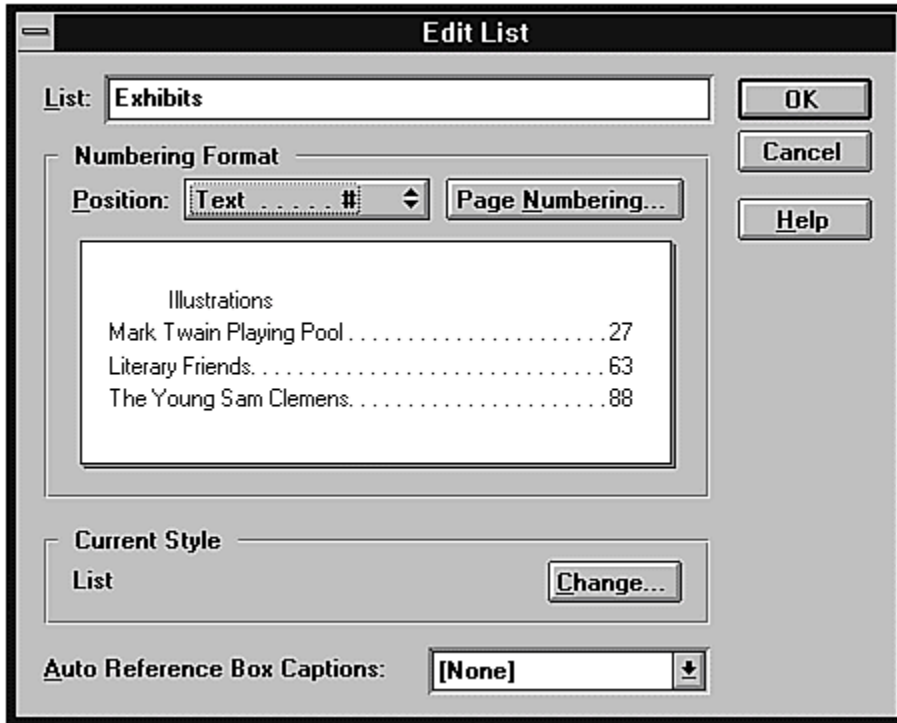 Edit List
List: Exhibits
OK
Cancel
Help
Numbering Format
Position: Text . . . . . # Page Numbering...
Illustrations
Mark Twain Playing Pool . . . . . . . . . . . . . . . . . . . . . . 27
Literary Friends. . . . . . . . . . . . . . . . . . . . . . . . . . . . . . 63
The Young Sam Clemens. . . . . . . . . . . . . . . . . . . . . . 88
Current Style
List Change...
Auto Reference Box Captions: [None]